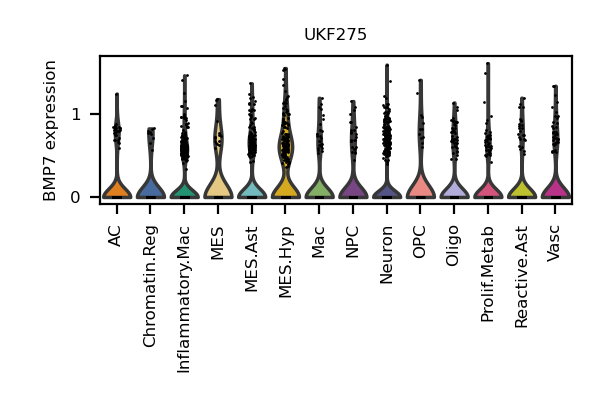 UKF275
BMP7 expression
1
0
AC
Chromatin.Reg
Inflammatory.Mac
MES
MES.Ast
MES.Hyp
Mac
NPC
Neuron
OPC
Oligo
Prolif.Metab
Reactive.Ast
Vasc